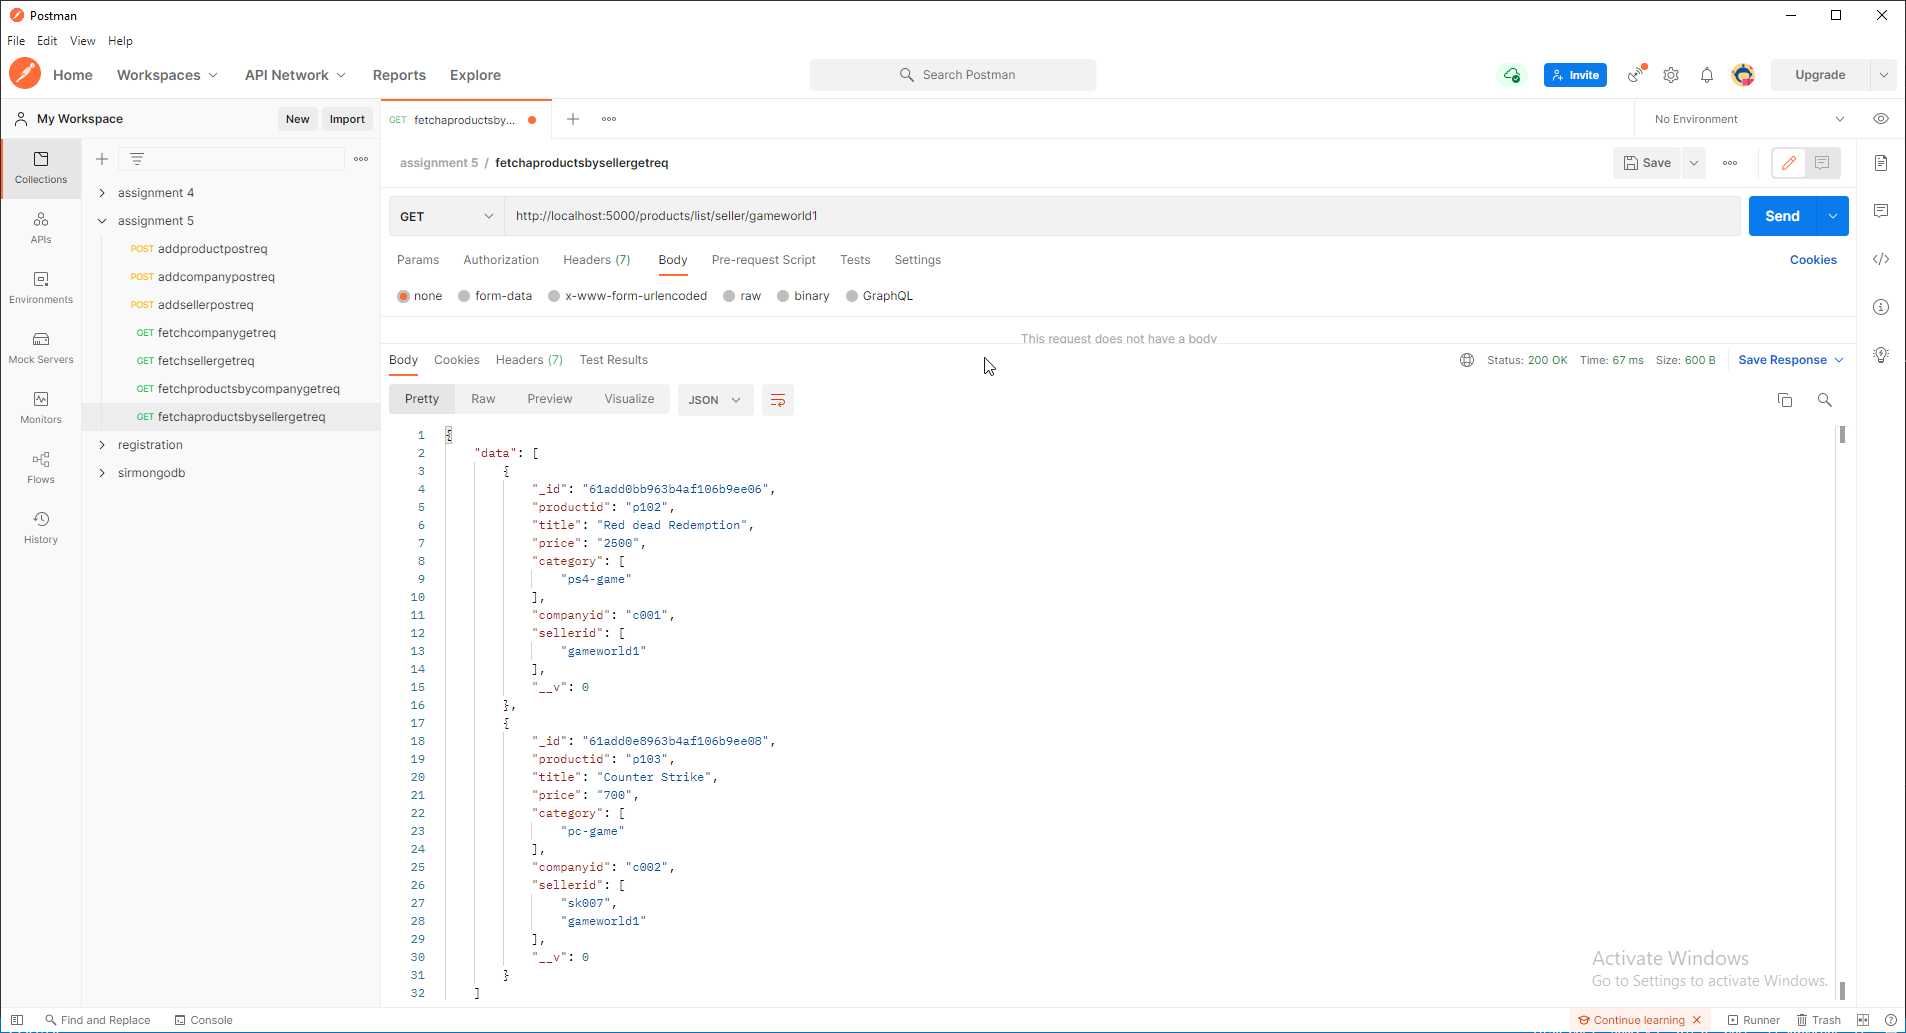 Postman
File Edit View Help
Home Workspaces API Network Reports Explore Search Postman Invite Upgrade
My Workspace New Import GET fetchaproductsby... No Environment
Collections
APIs
Environments
Mock Servers
Monitors
Flows
History
assignment 4
assignment 5
POST addproductpostreq
POST addcompanypostreq
POST addsellerpostreq
GET fetchcompanygetreq
GET fetchsellergetreq
GET fetchproductsbycompanygetreq
GET fetchaproductsbysellergetreq
registration
sirmongodb
assignment 5 / fetchaproductsbysellergetreq Save
GET http://localhost:5000/products/list/seller/gameworld1 Send
Params Authorization Headers (7) Body Pre-request Script Tests Settings Cookies
none form-data x-www-form-urlencoded raw binary GraphQL
This request does not have a body
Body Cookies Headers (7) Test Results Status: 200 OK Time: 67 ms Size: 600 B Save Response
Pretty Raw Preview Visualize JSON
1 {
2 "data": [
3 {
4 "_id": "61add0bb963b4af106b9ee06",
5 "productid": "p102",
6 "title": "Red dead Redemption",
7 "price": "2500",
8 "category": [
9 "ps4-game"
10 ],
11 "companyid": "c001",
12 "sellerid": [
13 "gameworld1"
14 ],
15 "__v": 0
16 },
17 {
18 "_id": "61add0e8963b4af106b9ee08",
19 "productid": "p103",
20 "title": "Counter Strike",
21 "price": "700",
22 "category": [
23 "pc-game"
24 ],
25 "companyid": "c002",
26 "sellerid": [
27 "sk007",
28 "gameworld1"
29 ],
30 "__v": 0
31 }
32 ]
Activate Windows
Go to Settings to activate Windows.
Find and Replace Console Continue learning Runner Trash